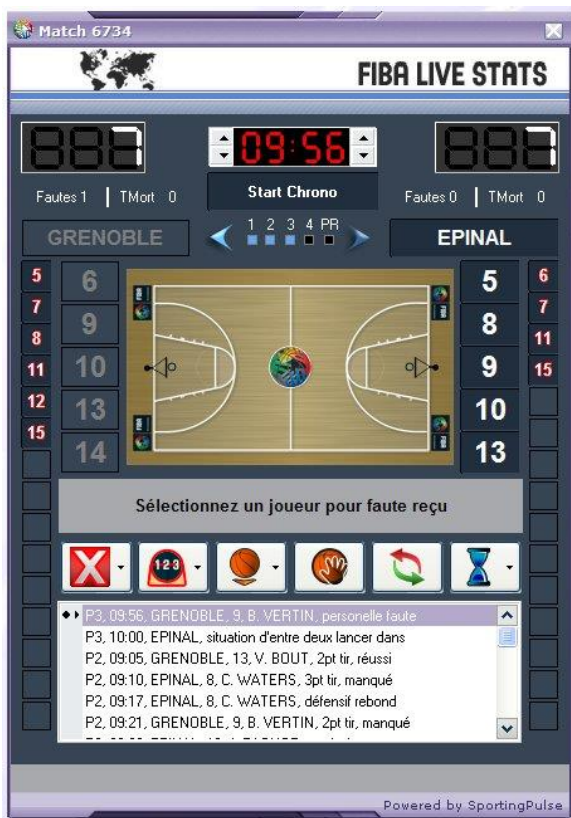 Match 6734
FIBA LIVE STATS
7 09:56 7
Fautes 1 | TMort 0 Start Chrono Fautes 0 | TMort 0
1 2 3 4 PR
GRENOBLE EPINAL
5 6 5 6
7 9 8 7
8 10 9 11
11 13 10 15
12 14 13
15
Sélectionnez un joueur pour faute reçu
1 2 3
P3, 09:56, GRENOBLE, 9, B. VERTIN, personelle faute
P3, 10:00, EPINAL, situation d'entre deux lancer dans
P2, 09:05, GRENOBLE, 13, V. BOUT, 2pt tir, réussi
P2, 09:10, EPINAL, 8, C. WATERS, 3pt tir, manqué
P2, 09:17, EPINAL, 8, C. WATERS, défensif rebond
P2, 09:21, GRENOBLE, 9, B. VERTIN, 2pt tir, manqué
Powered by SportingPulse